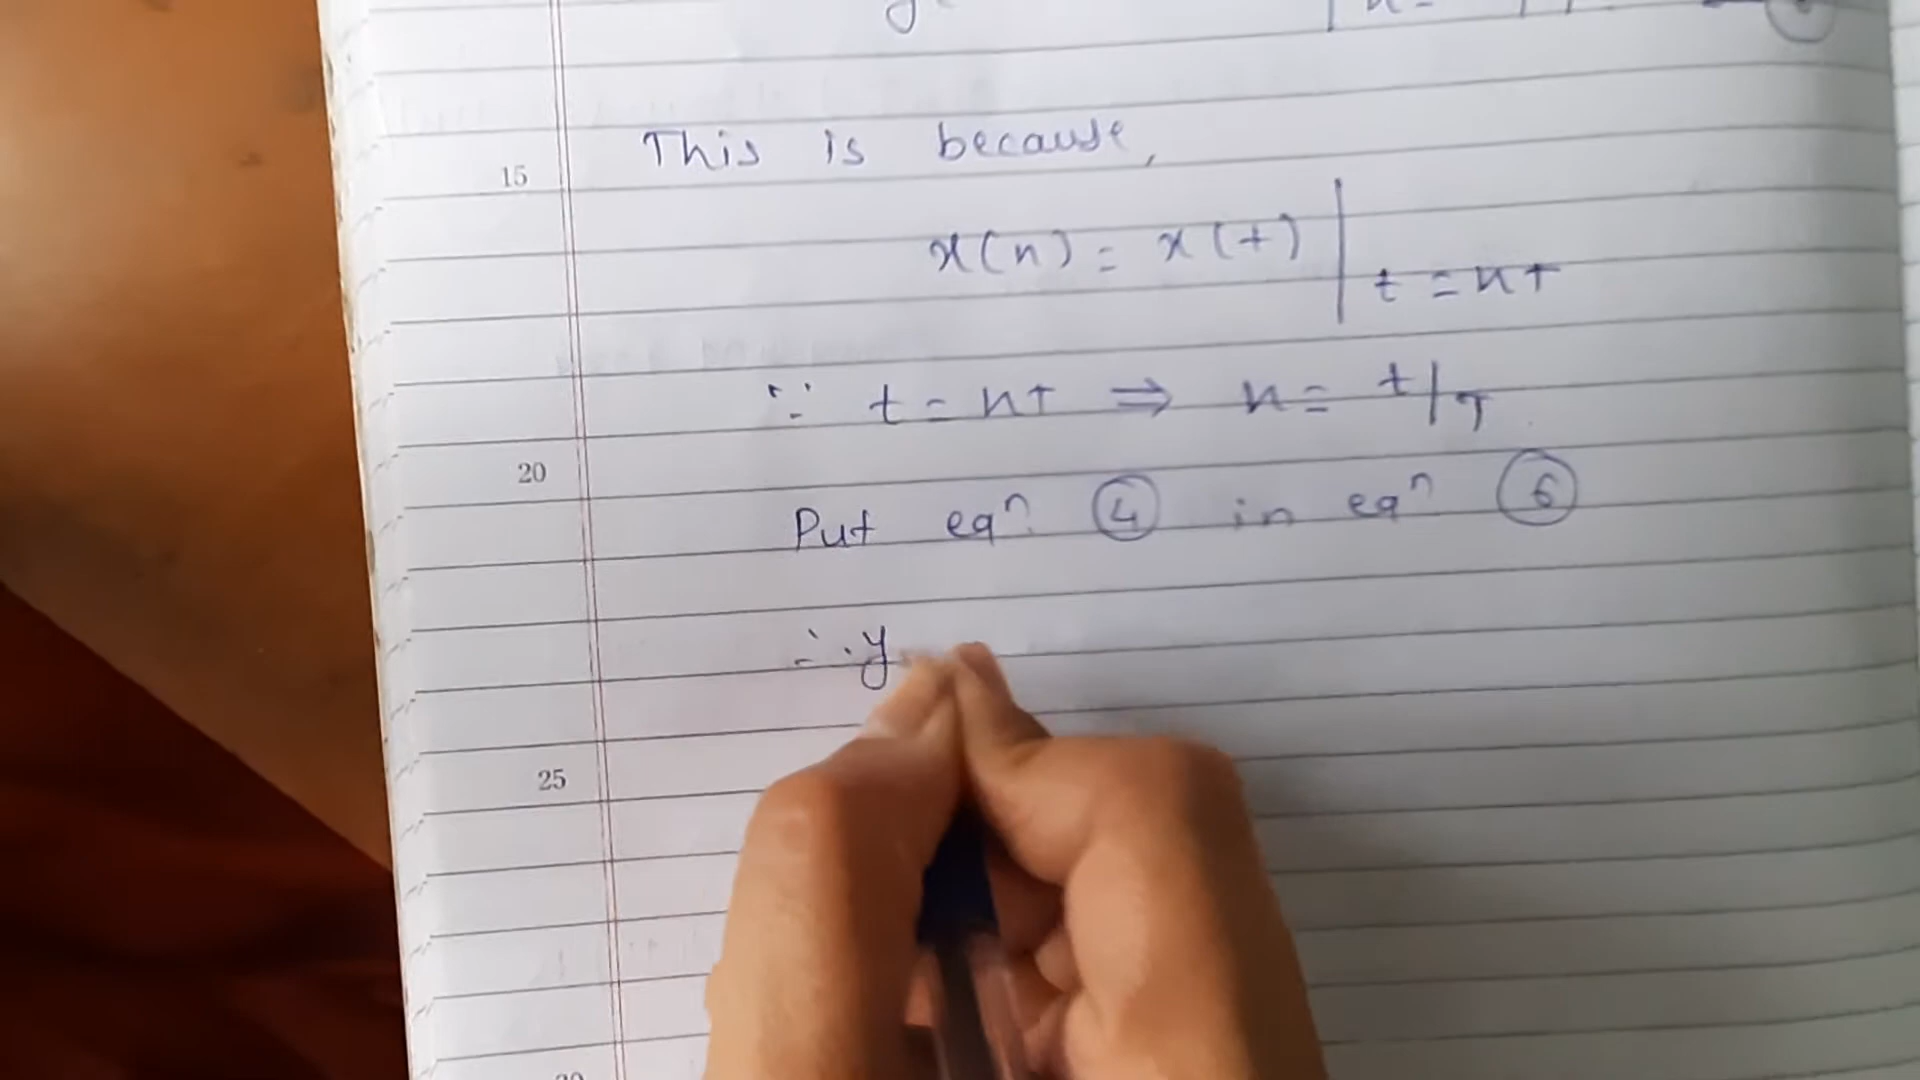 This is because,
15
x(n) = x(t) | t = nT
∵ t = nT ⇒ n = t/T
20
Put eqⁿ. ④ in eqⁿ ⑥
∴ y
25